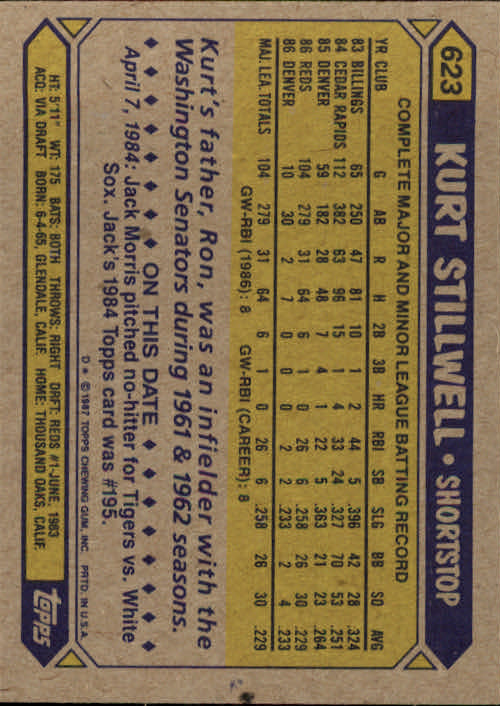 623 KURT STILLWELL • SHORTSTOP
COMPLETE MAJOR AND MINOR LEAGUE BATTING RECORD
YR CLUB G AB R H 2B 3B HR RBI SB SLG BB SO AVG
83 BILLINGS 65 250 47 81 10 1 2 44 5 .396 42 28 .324
84 CEDAR RAPIDS 112 382 63 96 15 1 4 33 24 .327 70 53 .251
85 DENVER 59 182 28 48 7 4 1 22 5 .363 21 23 .264
86 REDS 104 279 31 64 6 1 0 26 6 .258 26 30 .229
86 DENVER 10 30 2 7 0 0 0 2 2 .233 2 4 .233
MAJ. LEA. TOTALS 104 279 31 64 6 1 0 26 6 .258 26 30 .229
GW-RBI (1986): 8 GW-RBI (CAREER): 8
Kurt's father, Ron, was an infielder with the
Washington Senators during 1961 & 1962 seasons.
♦ ♦ ♦ ♦ ♦ ♦ ON THIS DATE ♦ ♦ ♦ ♦ ♦ ♦
April 7, 1984: Jack Morris pitched no-hitter for Tigers vs. White
Sox. Jack's 1984 Topps card was #195.
D* ©1987 TOPPS CHEWING GUM, INC. PRTD. IN U.S.A.
HT: 5'11" WT: 175 BATS: BOTH THROWS: RIGHT DRFT: REDS #1-JUNE, 1983
ACQ: VIA DRAFT BORN: 6-4-65, GLENDALE, CALIF. HOME: THOUSAND OAKS, CALIF.
topps